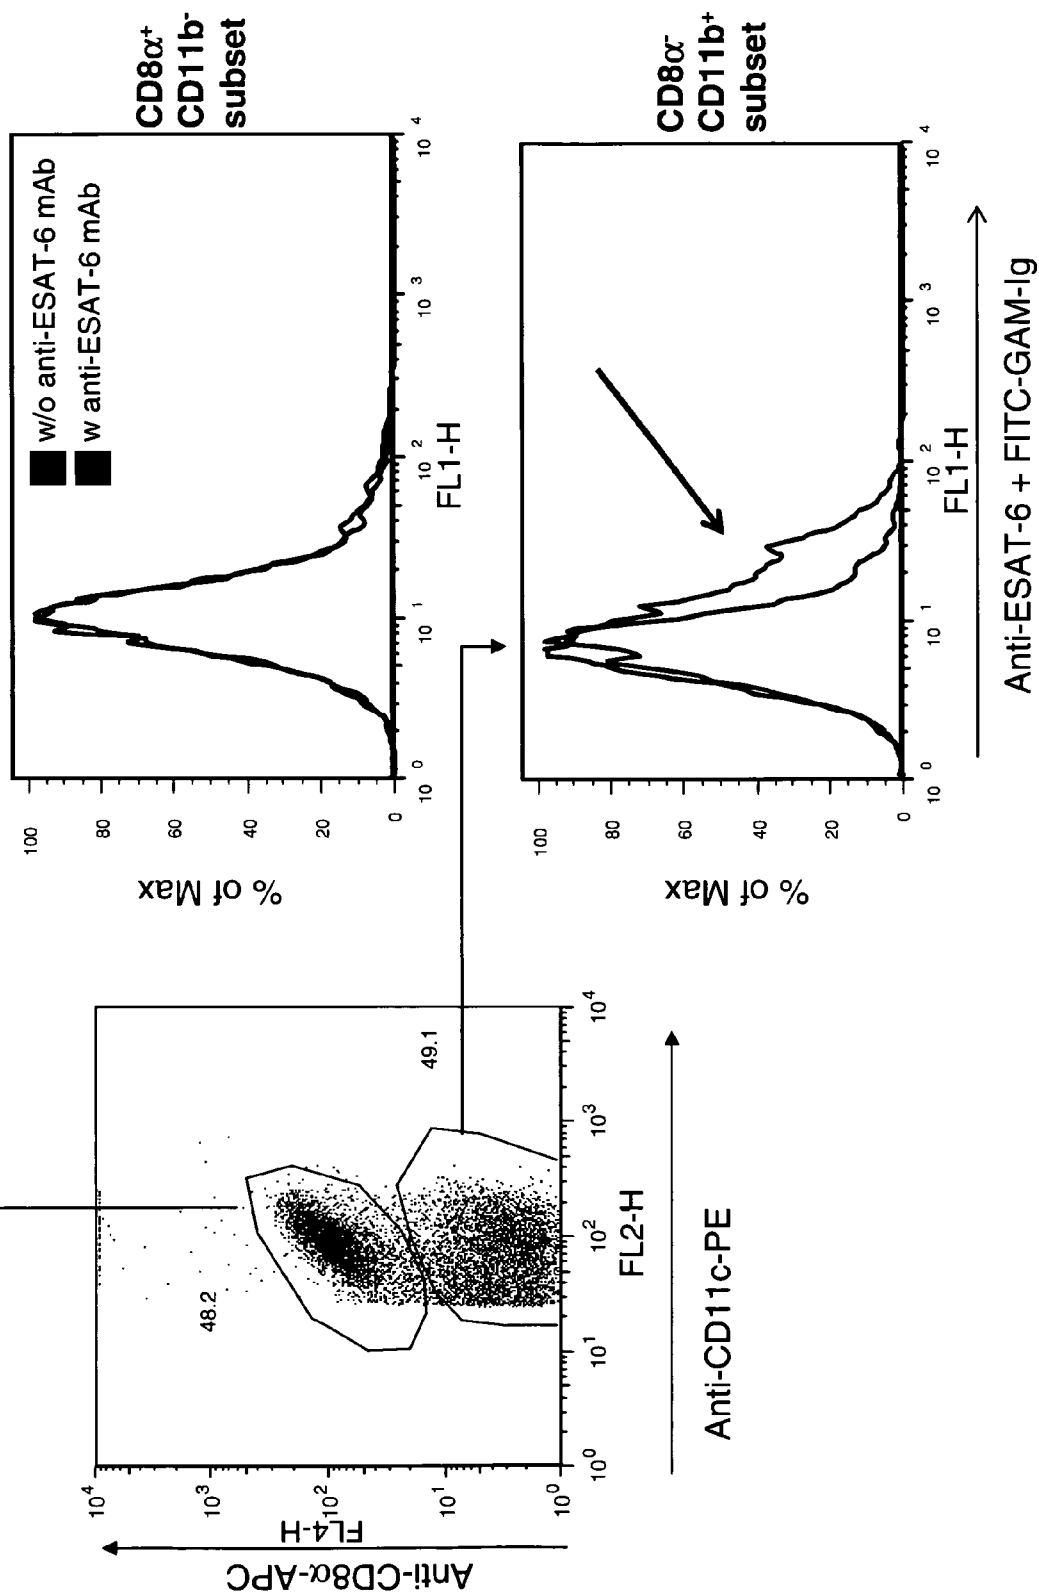 Anti-CD8α-APC
FL4-H
10^4
10^3
10^2
10^1
10^0
48.2
49.1
10^0
10^1
10^2
10^3
10^4
FL2-H
Anti-CD11c-PE
% of Max
100
80
60
40
20
0
w/o anti-ESAT-6 mAb
w anti-ESAT-6 mAb
10^0
10^1
10^2
10^3
10^4
FL1-H
CD8α+
CD11b-
subset
% of Max
100
80
60
40
20
0
10^0
10^1
10^2
10^3
10^4
FL1-H
CD8α-
CD11b+
subset
Anti-ESAT-6 + FITC-GAM-Ig